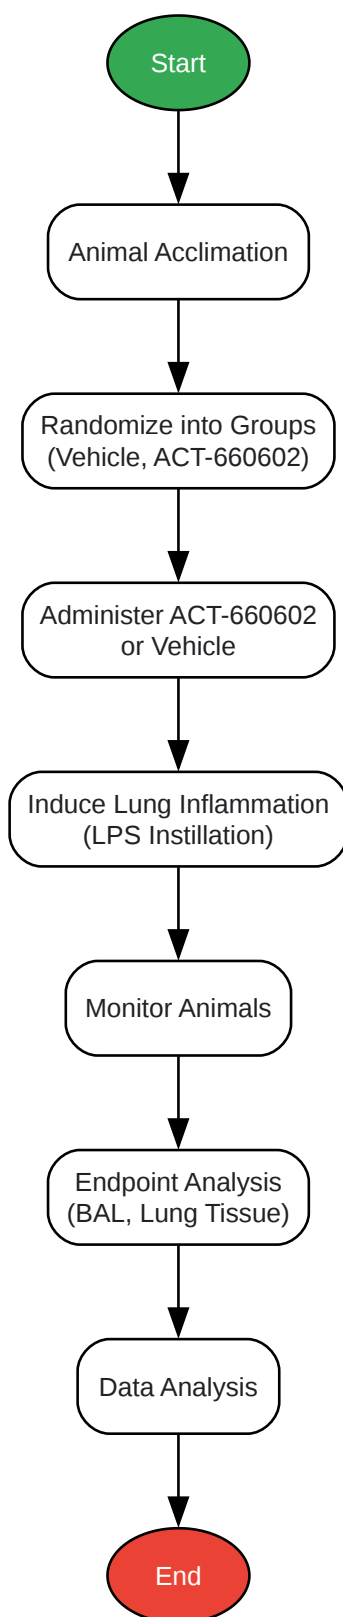 Start
Animal Acclimation
Randomize into Groups
(Vehicle, ACT-660602)
Administer ACT-660602
or Vehicle
Induce Lung Inflammation
(LPS Instillation)
Monitor Animals
Endpoint Analysis
(BAL, Lung Tissue)
Data Analysis
End